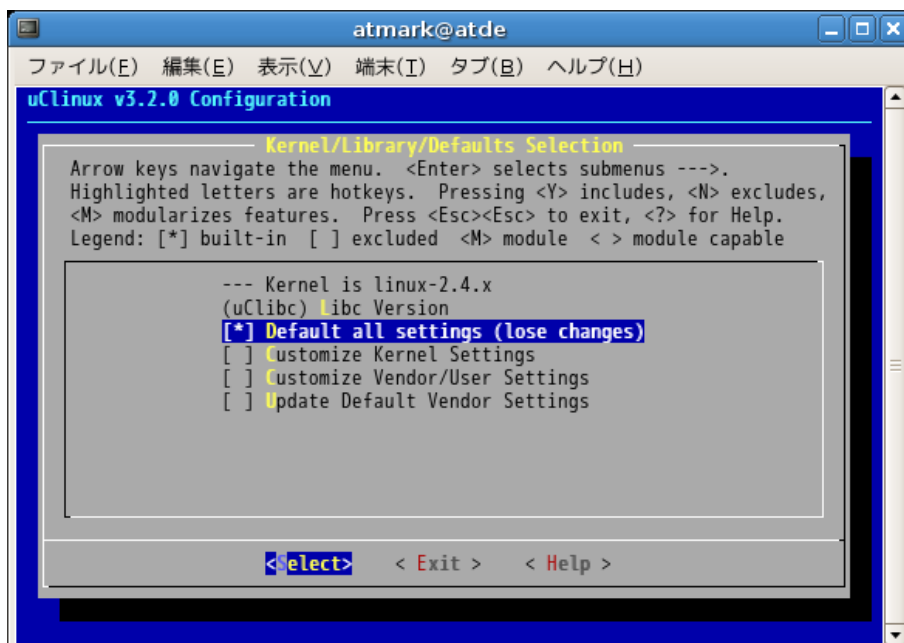 atmark@atde
ファイル(F) 編集(E) 表示(V) 端末(T) タブ(B) ヘルプ(H)
uClinux v3.2.0 Configuration
Kernel/Library/Defaults Selection
Arrow keys navigate the menu. <Enter> selects submenus --->.
Highlighted letters are hotkeys. Pressing <Y> includes, <N> excludes,
<M> modularizes features. Press <Esc><Esc> to exit, <?> for Help.
Legend: [*] built-in [ ] excluded <M> module < > module capable
--- Kernel is linux-2.4.x
(uClibc) Libc Version
[*] Default all settings (lose changes)
[ ] Customize Kernel Settings
[ ] Customize Vendor/User Settings
[ ] Update Default Vendor Settings
<Select> < Exit > < Help >